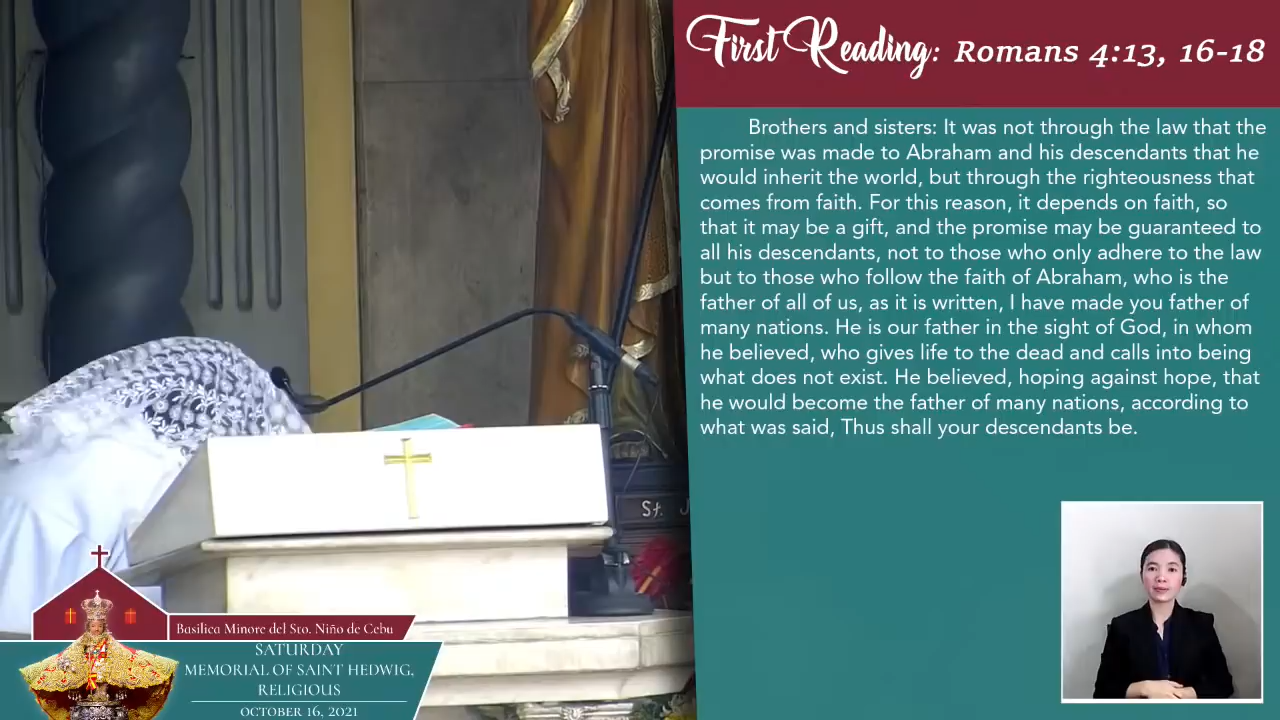 First Reading: Romans 4:13, 16-18
Brothers and sisters: It was not through the law that the
promise was made to Abraham and his descendants that he
would inherit the world, but through the righteousness that
comes from faith. For this reason, it depends on faith, so
that it may be a gift, and the promise may be guaranteed to
all his descendants, not to those who only adhere to the law
but to those who follow the faith of Abraham, who is the
father of all of us, as it is written, I have made you father of
many nations. He is our father in the sight of God, in whom
he believed, who gives life to the dead and calls into being
what does not exist. He believed, hoping against hope, that
he would become the father of many nations, according to
what was said, Thus shall your descendants be.
St. J
Basilica Minore del Sto. Niño de Cebu
SATURDAY
MEMORIAL OF SAINT HEDWIG,
RELIGIOUS
OCTOBER 16, 2021